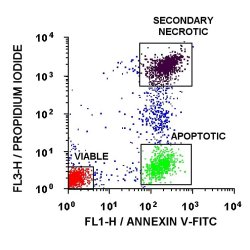 SECONDARY
NECROTIC
10⁴
10³
10²
10¹
10⁰
FL3-H / PROPIDIUM IODIDE
APOPTOTIC
VIABLE
10⁰ 10¹ 10² 10³ 10⁴
FL1-H / ANNEXIN V-FITC